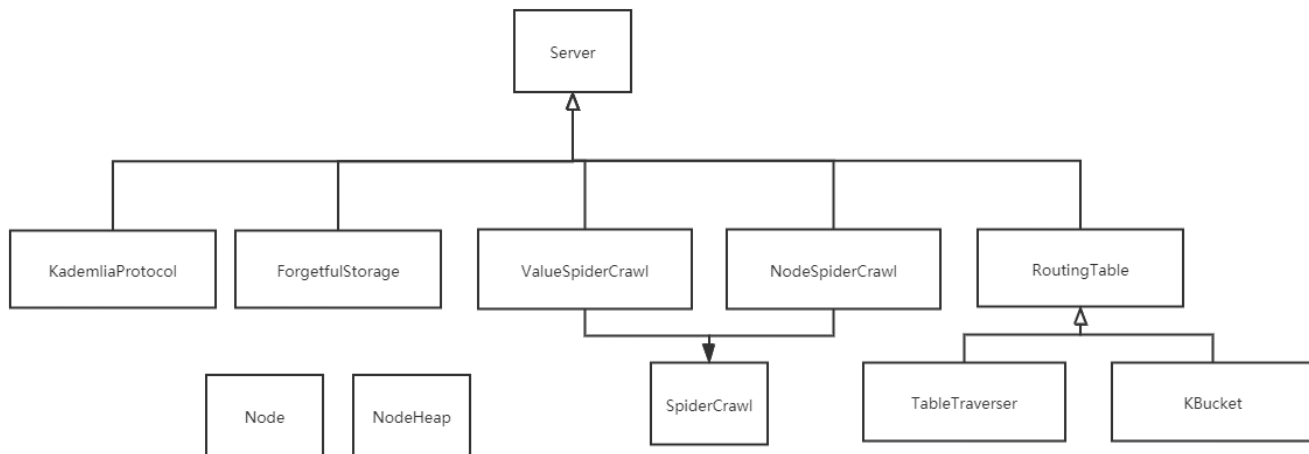 Server
KademliaProtocol
ForgetfulStorage
ValueSpiderCrawl
NodeSpiderCrawl
RoutingTable
Node
NodeHeap
SpiderCrawl
TableTraverser
KBucket